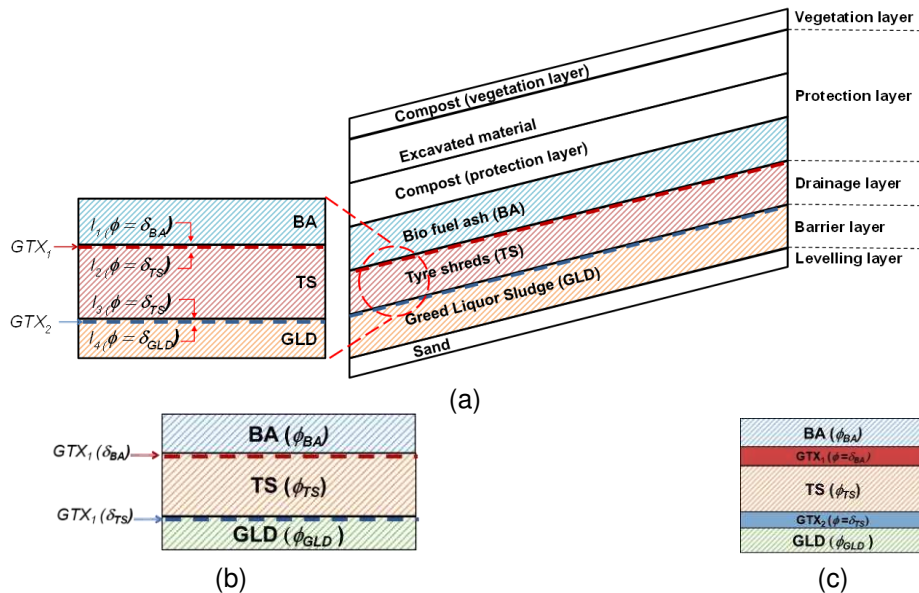 Vegetation layer
Compost (vegetation layer)
Protection layer
Excavated material
Compost (protection layer)
Drainage layer
Bio fuel ash (BA)
Barrier layer
Tyre shreds (TS)
Levelling layer
Greed Liquor Sludge (GLD)
Sand
BA
I1 (ϕ = δBA)
GTX1
I2 (ϕ = δTS)
TS
I3 (ϕ = δTS)
GTX2
I4 (ϕ = δGLD)
GLD
(a)
BA (ϕBA)
GTX1 (δBA)
TS (ϕTS)
GTX1 (δTS)
GLD (ϕGLD)
(b)
BA (ϕBA)
GTX1 (ϕ=δBA)
TS (ϕTS)
GTX2 (ϕ=δTS)
GLD (ϕGLD)
(c)